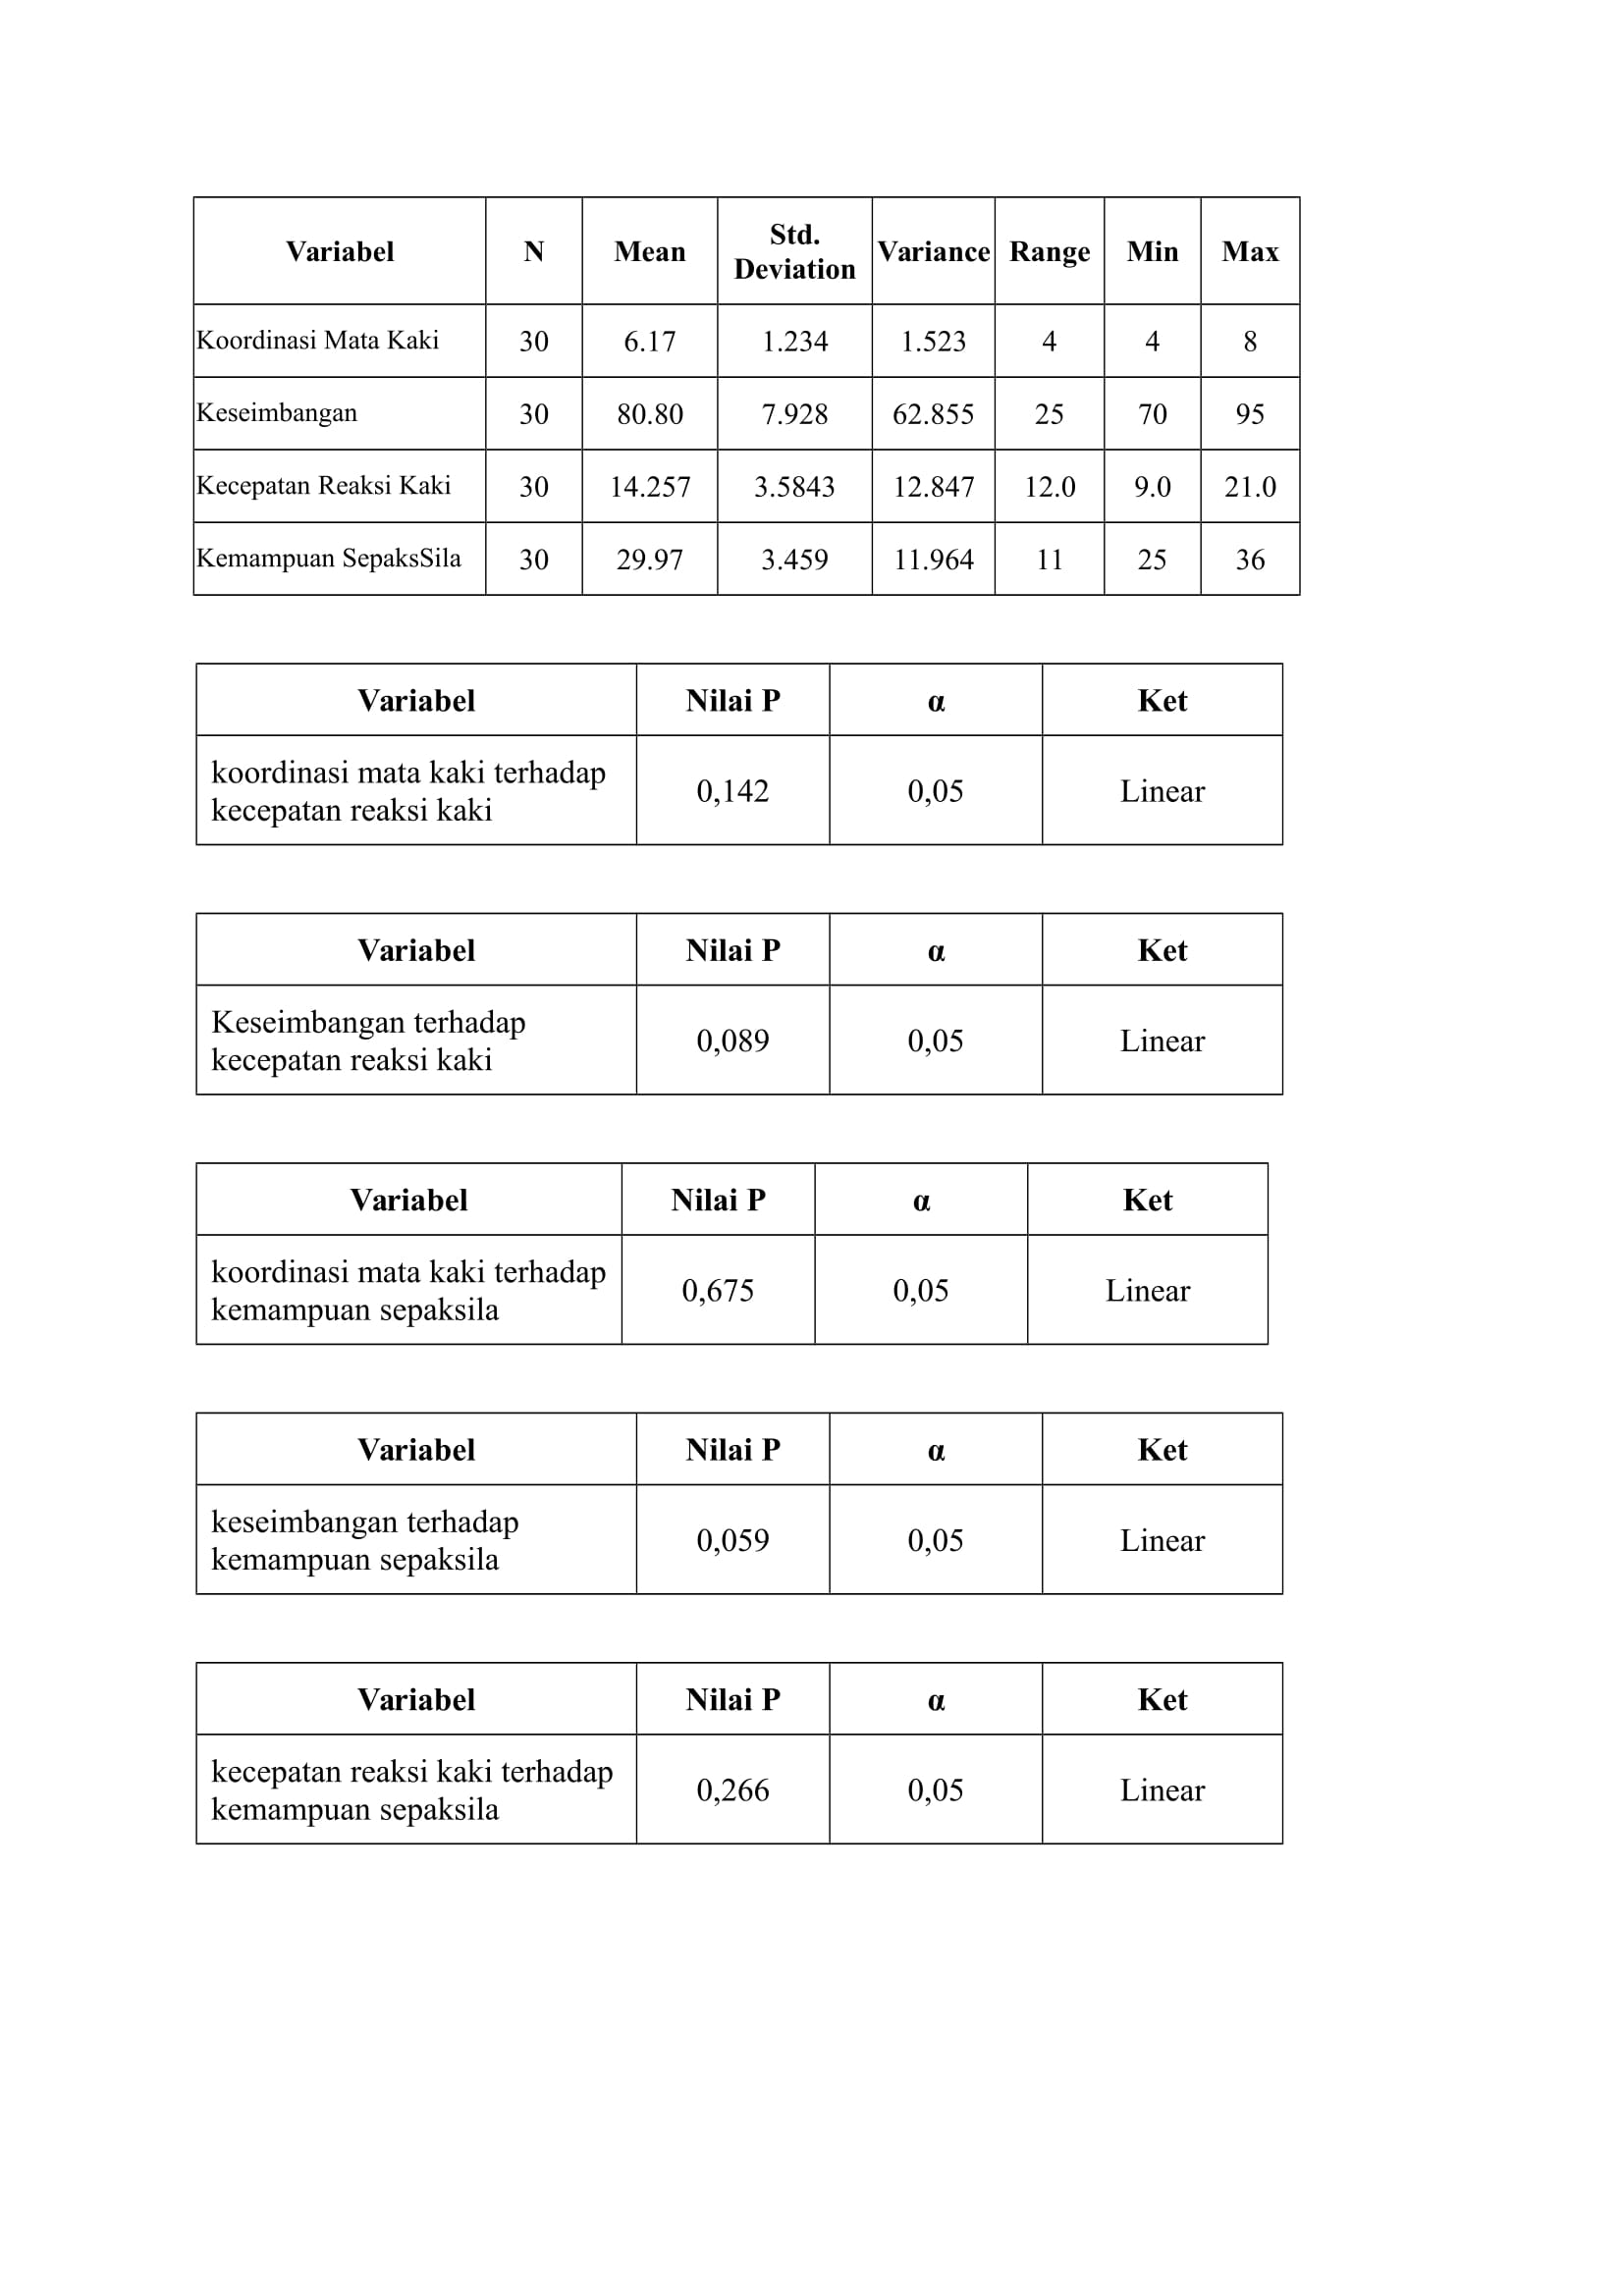 Variabel N Mean Std. Deviation Variance Range Min Max
Koordinasi Mata Kaki 30 6.17 1.234 1.523 4 4 8
Keseimbangan 30 80.80 7.928 62.855 25 70 95
Kecepatan Reaksi Kaki 30 14.257 3.5843 12.847 12.0 9.0 21.0
Kemampuan SepaksSila 30 29.97 3.459 11.964 11 25 36
Variabel Nilai P α Ket
koordinasi mata kaki terhadap
kecepatan reaksi kaki 0,142 0,05 Linear
Variabel Nilai P α Ket
Keseimbangan terhadap
kecepatan reaksi kaki 0,089 0,05 Linear
Variabel Nilai P α Ket
koordinasi mata kaki terhadap
kemampuan sepaksila 0,675 0,05 Linear
Variabel Nilai P α Ket
keseimbangan terhadap
kemampuan sepaksila 0,059 0,05 Linear
Variabel Nilai P α Ket
kecepatan reaksi kaki terhadap
kemampuan sepaksila 0,266 0,05 Linear